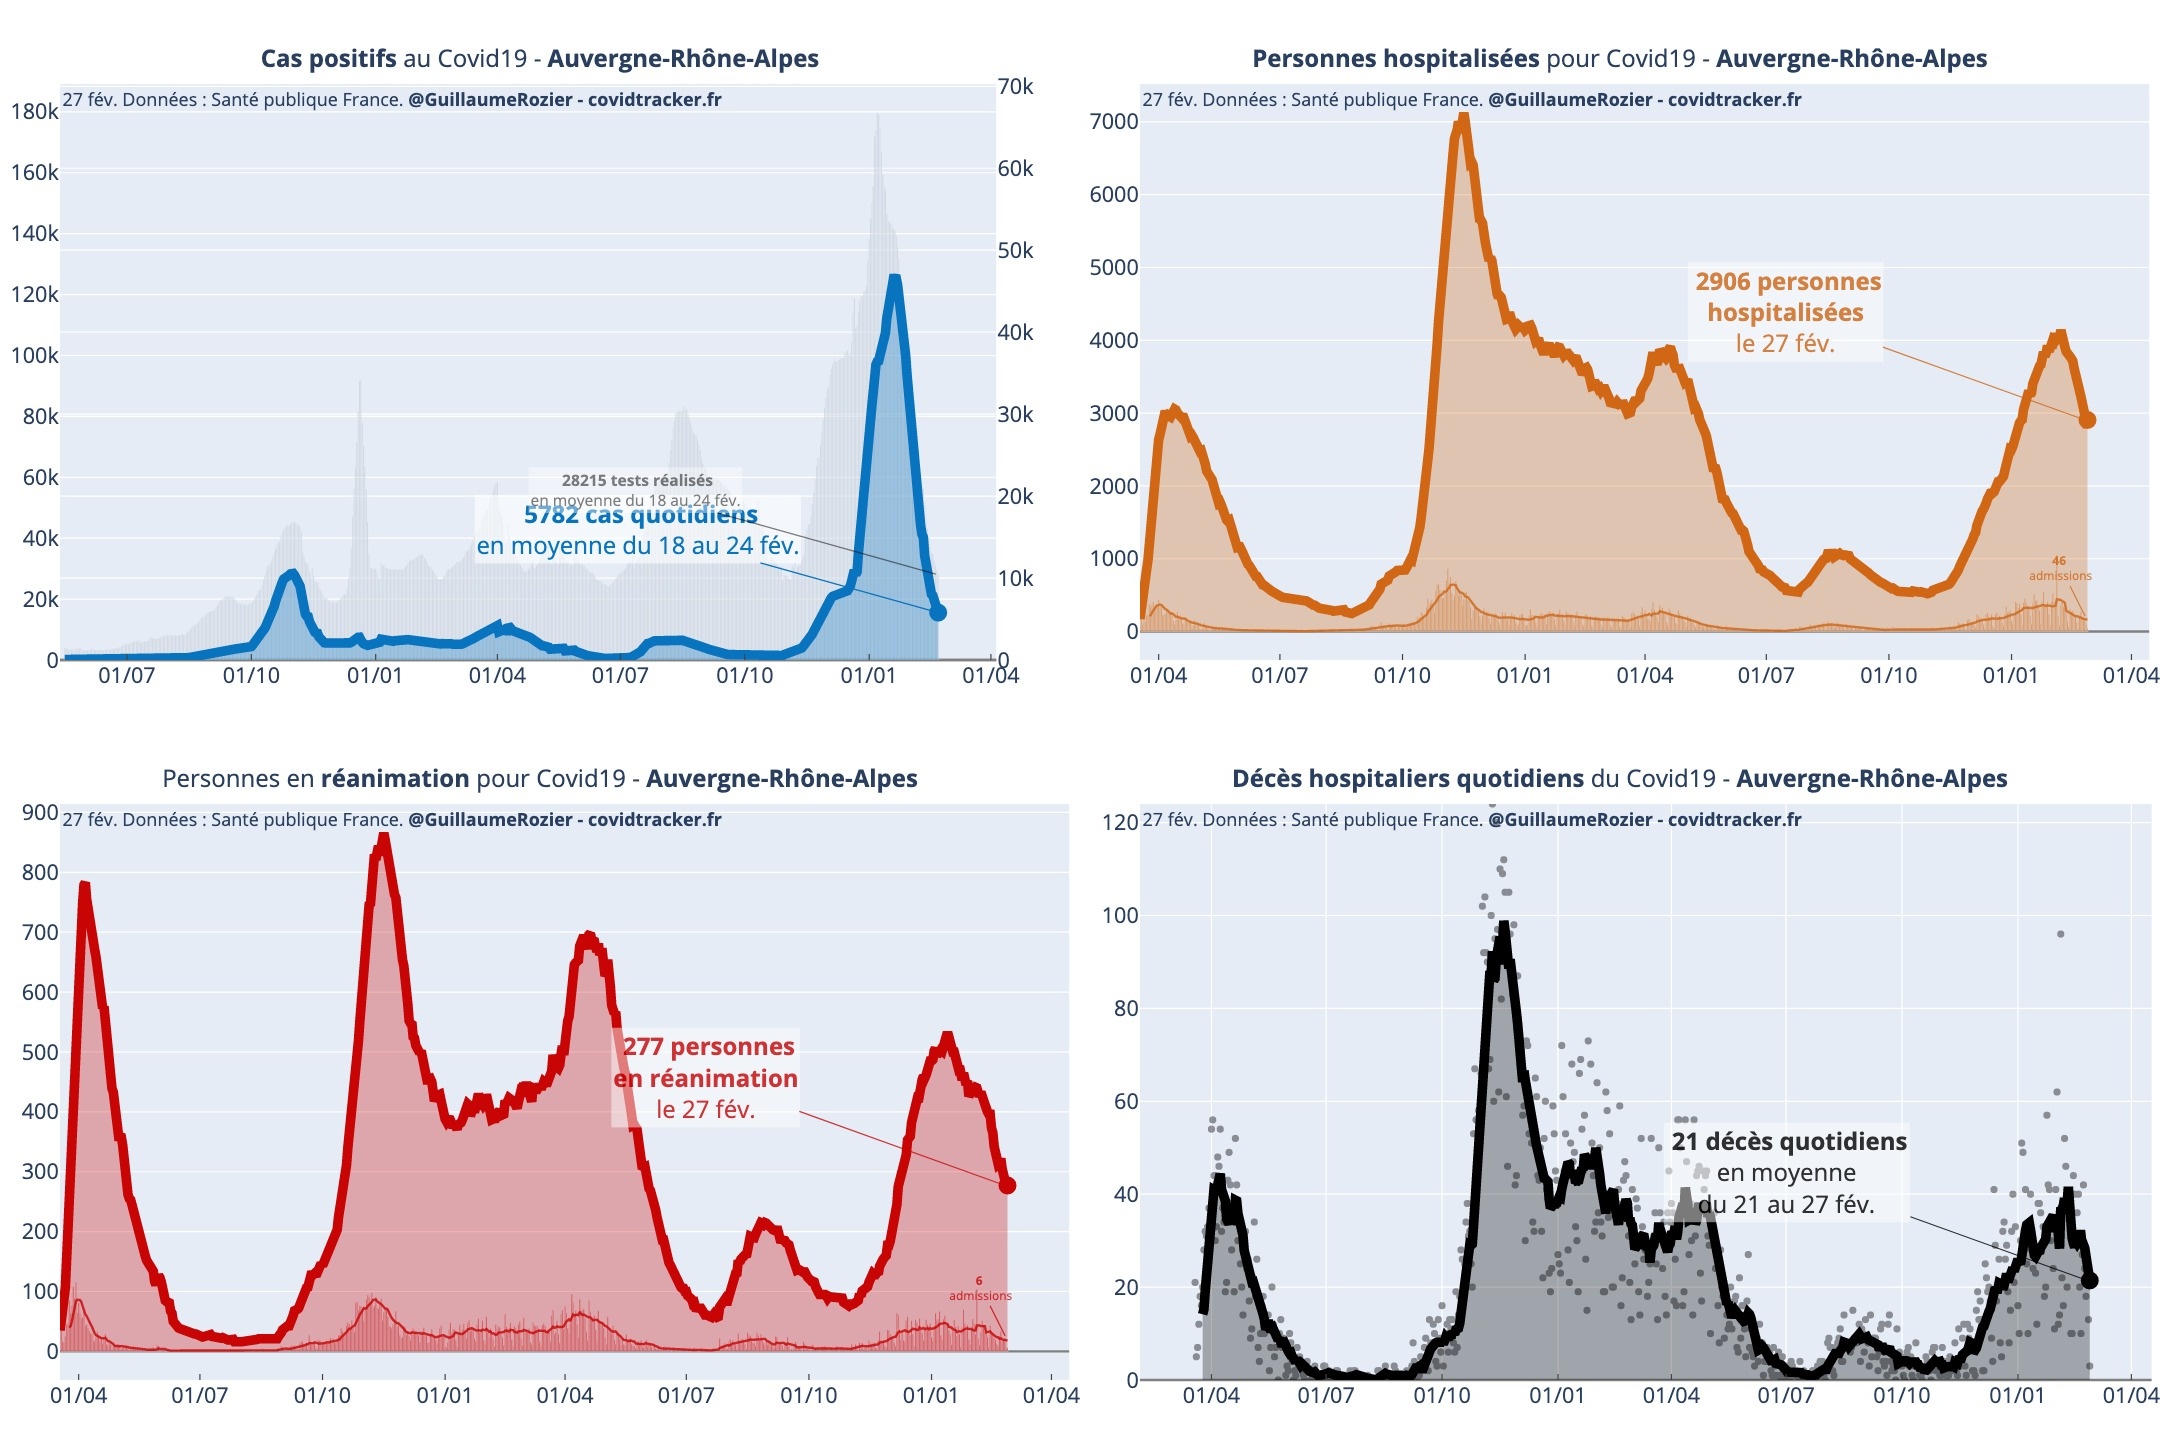 Cas positifs au Covid19 - Auvergne-Rhône-Alpes
27 fév. Données : Santé publique France. @GuillaumeRozier - covidtracker.fr
70k
180k
160k
60k
140k
50k
120k
40k
100k
80k
30k
60k
28215 tests réalisés
en moyenne du 18 au 24 fév.
20k
5782 cas quotidiens
en moyenne du 18 au 24 fév.
40k
10k
20k
0
0
01/07 01/10 01/01 01/04 01/07 01/10 01/01 01/04
Personnes hospitalisées pour Covid19 - Auvergne-Rhône-Alpes
27 fév. Données : Santé publique France. @GuillaumeRozier - covidtracker.fr
7000
6000
5000
2906 personnes
hospitalisées
le 27 fév.
4000
3000
2000
1000
46
admissions
0
01/04 01/07 01/10 01/01 01/04 01/07 01/10 01/01 01/04
Personnes en réanimation pour Covid19 - Auvergne-Rhône-Alpes
900
27 fév. Données : Santé publique France. @GuillaumeRozier - covidtracker.fr
800
700
600
500
277 personnes
en réanimation
le 27 fév.
400
300
200
100
6
admissions
0
01/04 01/07 01/10 01/01 01/04 01/07 01/10 01/01 01/04
Décès hospitaliers quotidiens du Covid19 - Auvergne-Rhône-Alpes
120
27 fév. Données : Santé publique France. @GuillaumeRozier - covidtracker.fr
100
80
60
21 décès quotidiens
en moyenne
du 21 au 27 fév.
40
20
0
01/04 01/07 01/10 01/01 01/04 01/07 01/10 01/01 01/04